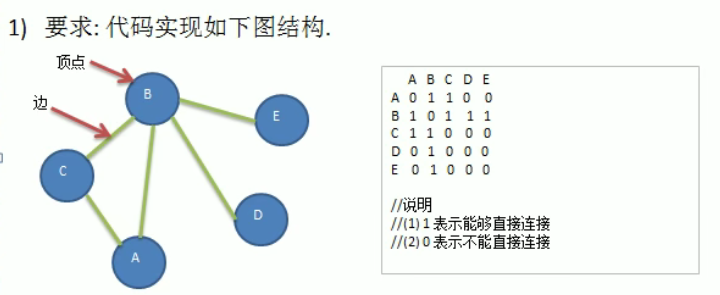 1) 要求: 代码实现如下图结构.
顶点
边
B
E
C
D
A
A B C D E
A 0 1 1 0 0
B 1 0 1 1 1
C 1 1 0 0 0
D 0 1 0 0 0
E 0 1 0 0 0
//说明
//(1) 1 表示能够直接连接
//(2) 0 表示不能直接连接